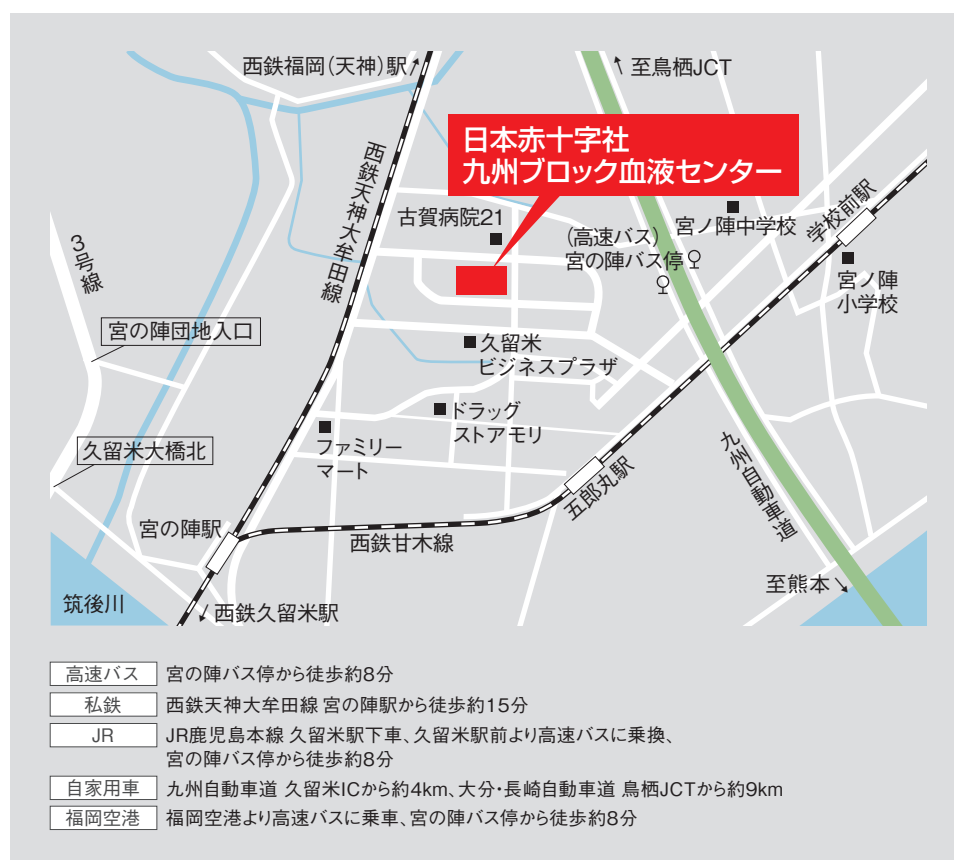 西鉄福岡(天神)駅↗
↑至鳥栖JCT
日本赤十字社
九州ブロック血液センター
西鉄天神大牟田線
古賀病院21
(高速バス)
宮の陣バス停
宮ノ陣中学校
学校前駅
宮ノ陣
小学校
3号線
宮の陣団地入口
久留米
ビジネスプラザ
ドラッグ
ストアモリ
ファミリー
マート
久留米大橋北
五郎丸駅
九州自動車道
宮の陣駅
西鉄甘木線
至熊本↘
筑後川
↙西鉄久留米駅
高速バス 宮の陣バス停から徒歩約8分
私鉄 西鉄天神大牟田線 宮の陣駅から徒歩約15分
JR JR鹿児島本線 久留米駅下車、久留米駅前より高速バスに乗換、
宮の陣バス停から徒歩約8分
自家用車 九州自動車道 久留米ICから約4km、大分・長崎自動車道 鳥栖JCTから約9km
福岡空港 福岡空港より高速バスに乗車、宮の陣バス停から徒歩約8分